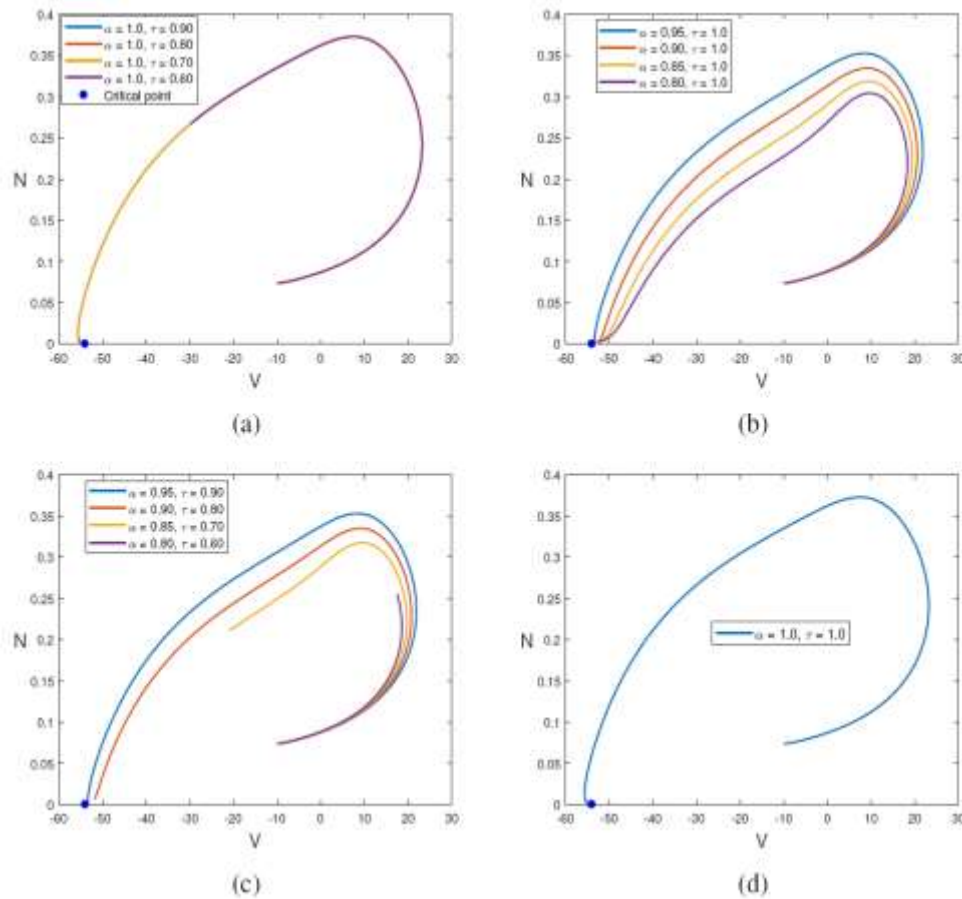 α = 1.0, τ = 0.90
α = 1.0, τ = 0.80
α = 1.0, τ = 0.70
α = 1.0, τ = 0.60
Critical point
0.4
0.35
0.3
0.25
N 0.2
0.15
0.1
0.05
0
-60 -50 -40 -30 -20 -10 0 10 20 30
V
(a)
α = 0.95, τ = 1.0
α = 0.90, τ = 1.0
α = 0.85, τ = 1.0
α = 0.80, τ = 1.0
0.4
0.35
0.3
0.25
N 0.2
0.15
0.1
0.05
0
-60 -50 -40 -30 -20 -10 0 10 20 30
V
(b)
α = 0.95, τ = 0.90
α = 0.90, τ = 0.80
α = 0.85, τ = 0.70
α = 0.80, τ = 0.60
0.4
0.35
0.3
0.25
N 0.2
0.15
0.1
0.05
0
-60 -50 -40 -30 -20 -10 0 10 20 30
V
(c)
0.4
0.35
0.3
0.25
α = 1.0, τ = 1.0
N 0.2
0.15
0.1
0.05
0
-60 -50 -40 -30 -20 -10 0 10 20 30
V
(d)